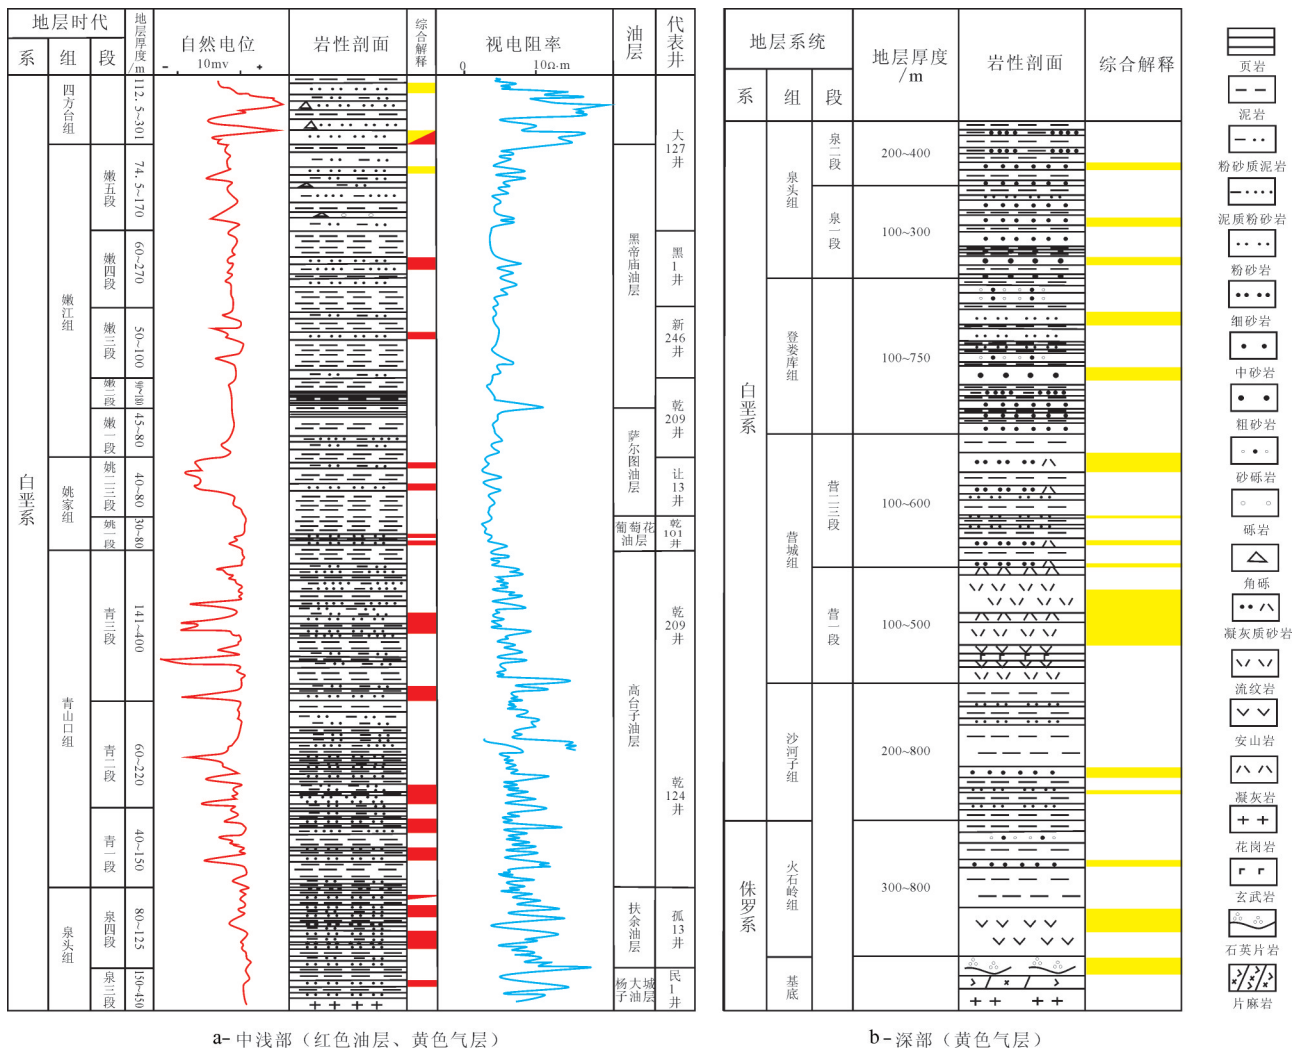 地层时代
系
组
段
地层厚度/m
自然电位
- 10mv +
岩性剖面
综合解释
视电阻率
0 10Ω·m
油层
代表井
白垩系
四方台组
嫩江组
姚家组
青山口组
泉头组
嫩五段
嫩四段
嫩三段
嫩二段
嫩一段
姚二三段
姚一段
青三段
青二段
青一段
泉四段
泉三段
112.5~301
74.5~170
60~270
50~100
90~180
45~80
40~80
30~80
141~400
60~220
40~150
80~125
150~450
黑帝庙油层
萨尔图油层
葡萄花油层
高台子油层
扶余油层
杨大城子油层
大127井
黑1井
新246井
乾209井
让13井
乾101井
乾209井
乾124井
孤13井
民1井
a-中浅部（红色油层、黄色气层）
地层系统
系
组
段
地层厚度/m
岩性剖面
综合解释
白垩系
侏罗系
泉头组
登娄库组
营城组
沙河子组
火石岭组
基底
泉二段
泉一段
营二三段
营一段
200~400
100~300
100~750
100~600
100~500
200~800
300~800
b-深部（黄色气层）
页岩
泥岩
粉砂质泥岩
泥质粉砂岩
粉砂岩
细砂岩
中砂岩
粗砂岩
砂砾岩
砾岩
角砾
凝灰质砂岩
流纹岩
安山岩
凝灰岩
花岗岩
玄武岩
石英片岩
片麻岩